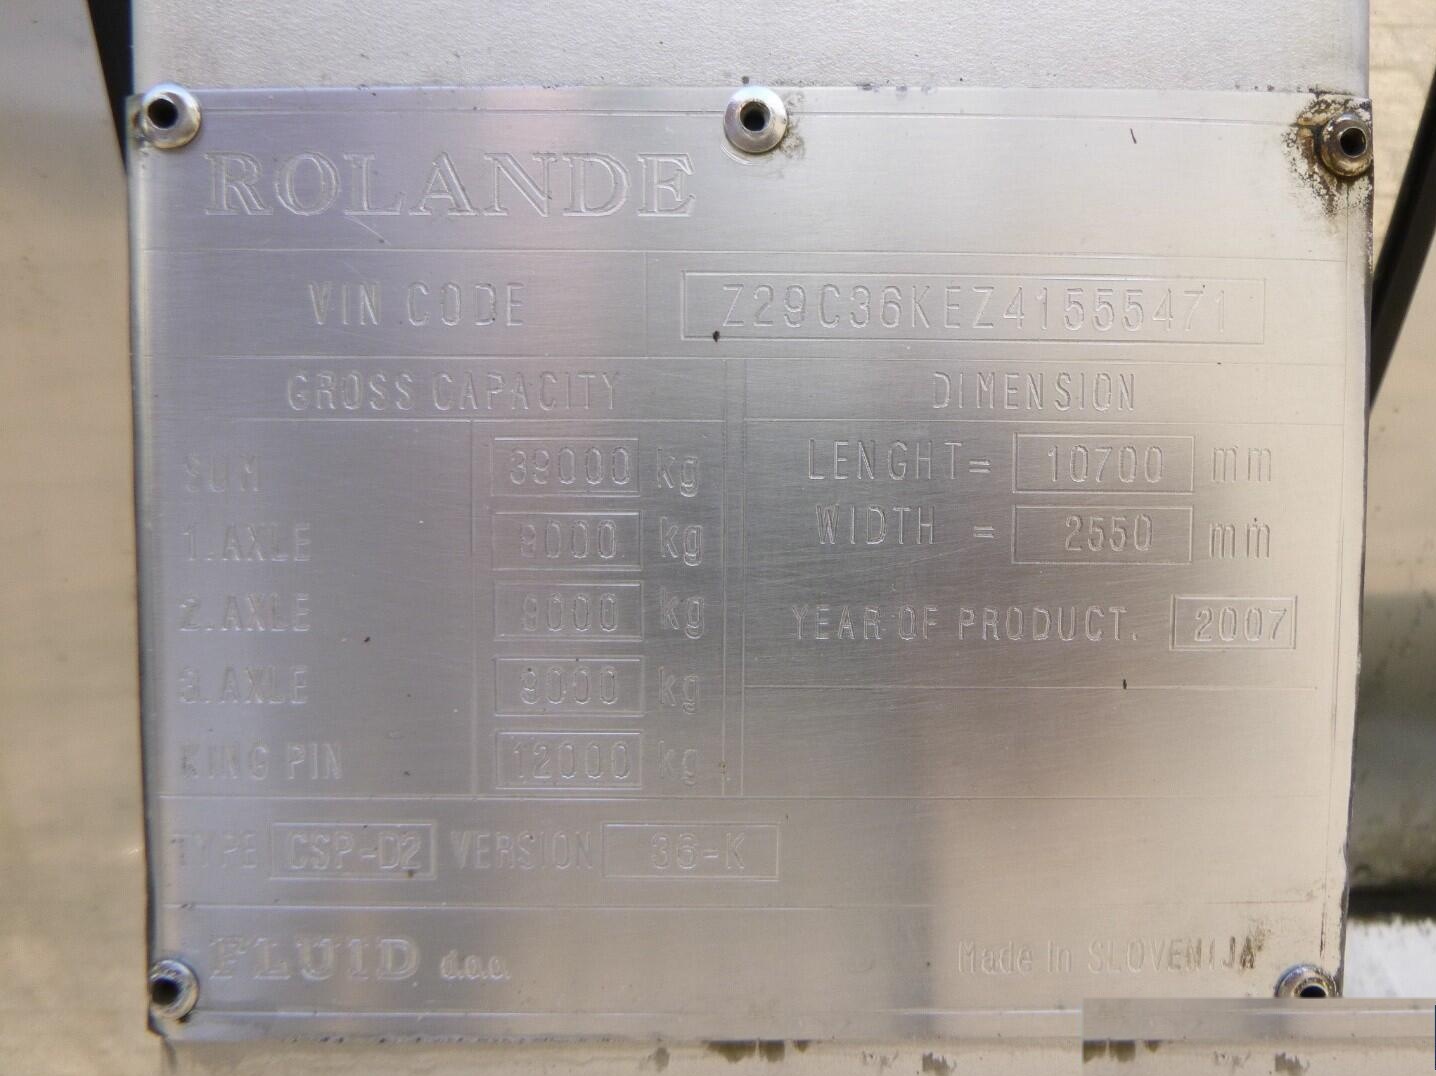 ROLANDE
VIN CODE Z29C36KEZ41555471
GROSS CAPACITY DIMENSION
SUM 39000 kg LENGHT= 10700 mm
1.AXLE 9000 kg WIDTH = 2550 mm
2.AXLE 9000 kg YEAR OF PRODUCT. 2007
3.AXLE 9000 kg
KING PIN 12000 kg
TYPE CSP-D2 VERSION 36-K
FLUID d.o.o. Made In SLOVENIJA